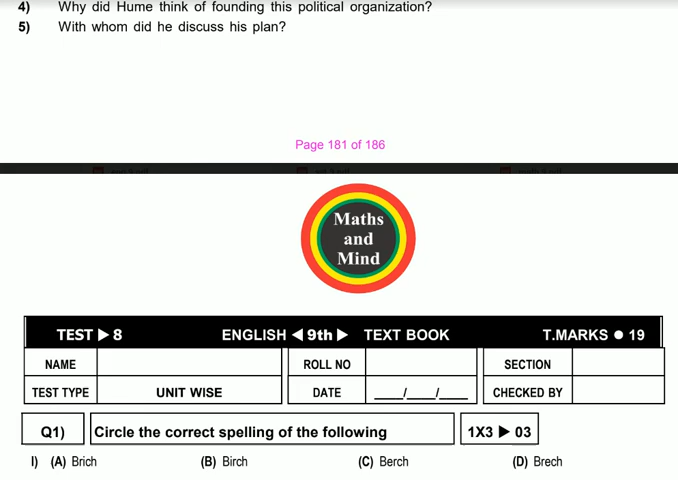 4) Why did Hume think of founding this political organization?
5) With whom did he discuss his plan?
Page 181 of 186
Maths
and
Mind
TEST ▶ 8 ENGLISH ◀ 9th ▶ TEXT BOOK T.MARKS ● 19
NAME ROLL NO SECTION
TEST TYPE UNIT WISE DATE ____/____/____ CHECKED BY
Q1) Circle the correct spelling of the following 1X3 ▶ 03
I) (A) Brich (B) Birch (C) Berch (D) Brech